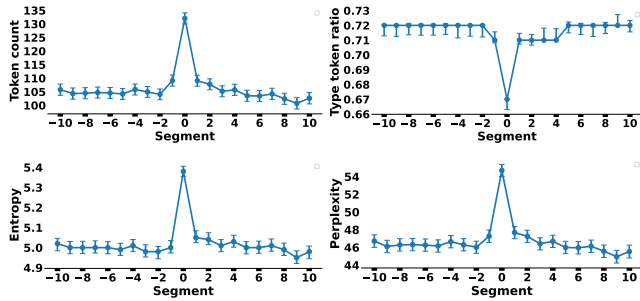 Token count
135
130
125
120
115
110
105
100
−10 −8 −6 −4 −2 0 2 4 6 8 10
Segment
Type token ratio
0.73
0.72
0.71
0.70
0.69
0.68
0.67
0.66
−10 −8 −6 −4 −2 0 2 4 6 8 10
Segment
Entropy
5.4
5.3
5.2
5.1
5.0
4.9
−10 −8 −6 −4 −2 0 2 4 6 8 10
Segment
Perplexity
54
52
50
48
46
44
−10 −8 −6 −4 −2 0 2 4 6 8 10
Segment